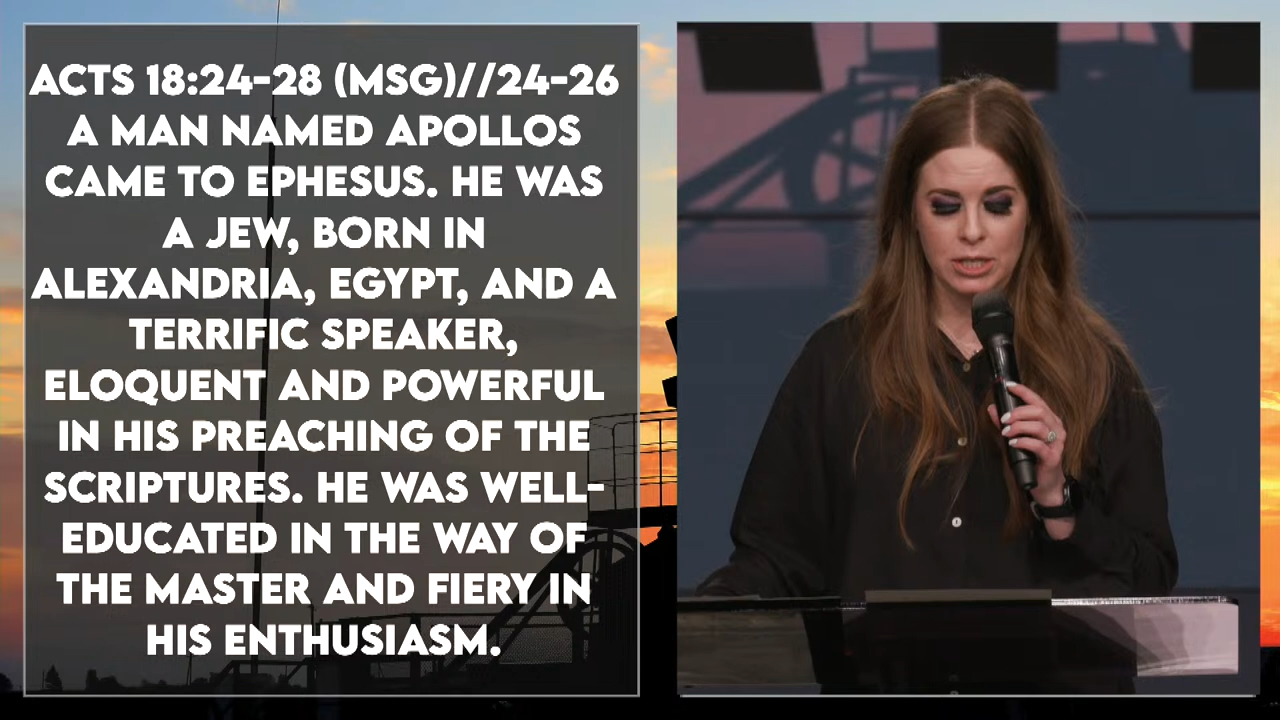 ACTS 18:24-28 (MSG)//24-26
A MAN NAMED APOLLOS
CAME TO EPHESUS. HE WAS
A JEW, BORN IN
ALEXANDRIA, EGYPT, AND A
TERRIFIC SPEAKER,
ELOQUENT AND POWERFUL
IN HIS PREACHING OF THE
SCRIPTURES. HE WAS WELL-
EDUCATED IN THE WAY OF
THE MASTER AND FIERY IN
HIS ENTHUSIASM.